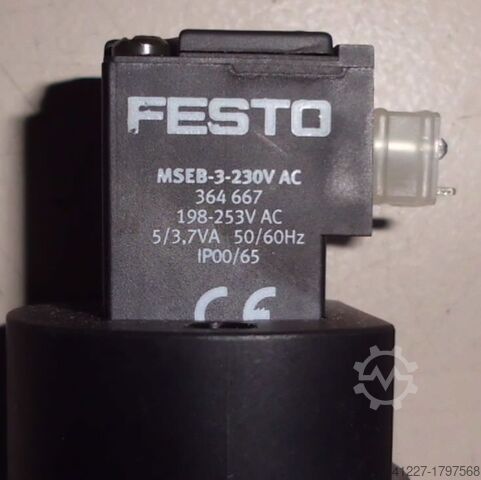 FESTO
MSEB-3-230V AC
364 667
198-253V AC
5/3,7VA 50/60Hz
IP00/65
CE
41227-1797568